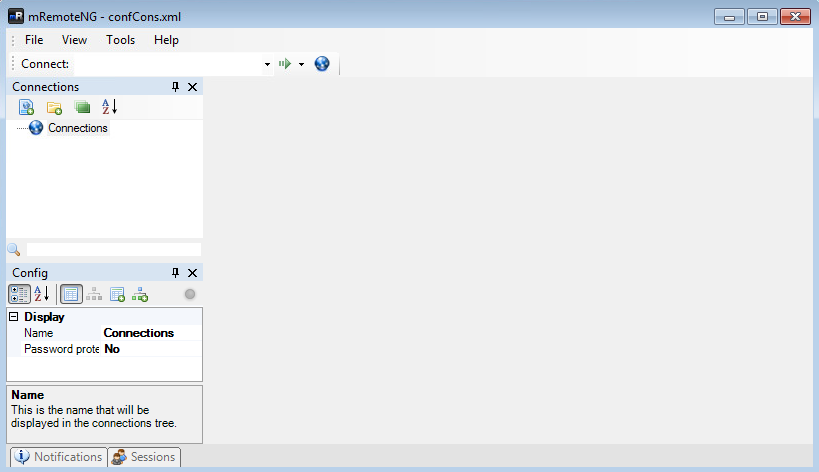 mRemoteNG - confCons.xml
File View Tools Help
Connect:
Connections
Connections
Config
Display
Name Connections
Password prote No
Name
This is the name that will be
displayed in the connections tree.
Notifications Sessions